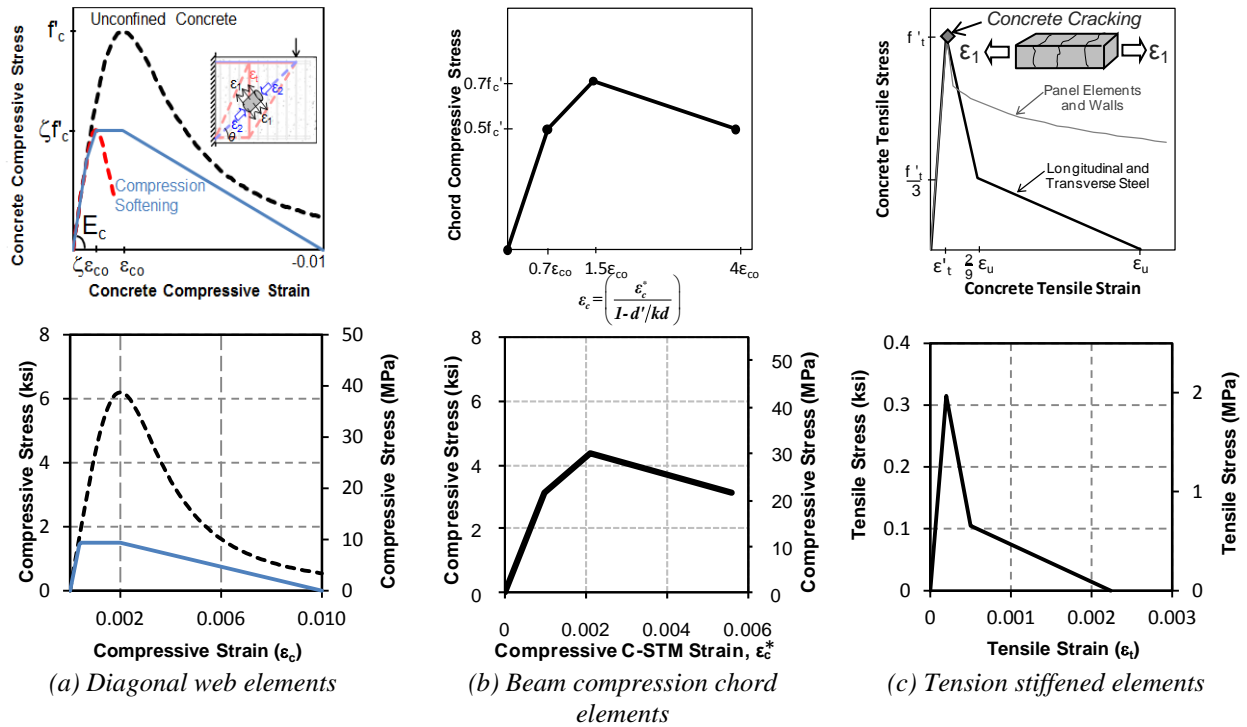 Concrete Compressive Stress
f'c
ζf'c
Unconfined Concrete
ε1
εt
ε2
ε2
ε1
θ
Compression
Softening
Ec
ζεco
εco
-0.01
Concrete Compressive Strain
Chord Compressive Stress
0.7fc'
0.5fc'
0.7εco
1.5εco
4εco
εc = (εc* / 1-d'/kd)
Concrete Tensile Stress
f't
f't/3
Concrete Cracking
ε1
ε1
Panel Elements
and Walls
Longitudinal and
Transverse Steel
ε't
2/9 εu
εu
Concrete Tensile Strain
Compressive Stress (ksi)
8
6
4
2
0
50
40
30
20
10
0
Compressive Stress (MPa)
0.002
0.006
0.010
Compressive Strain (εc)
(a) Diagonal web elements
Compressive Stress (ksi)
8
6
4
2
0
50
40
30
20
10
0
Compressive Stress (MPa)
0
0.002
0.004
0.006
Compressive C-STM Strain, εc*
(b) Beam compression chord
elements
Tensile Stress (ksi)
0.4
0.3
0.2
0.1
0
2
1
0
Tensile Stress (MPa)
0
0.001
0.002
0.003
Tensile Strain (εt)
(c) Tension stiffened elements